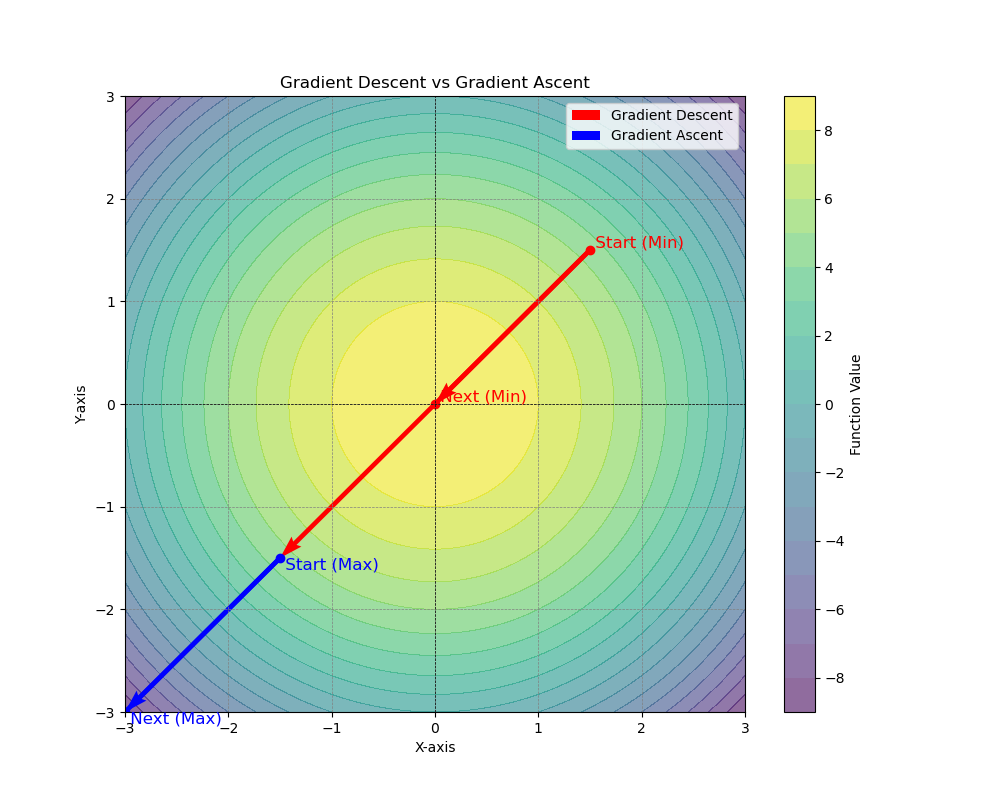 Gradient Descent vs Gradient Ascent
Gradient Descent
Gradient Ascent
3
2
1
0
−1
−2
−3
Y-axis
Start (Min)
Next (Min)
Start (Max)
Next (Max)
−3
−2
−1
0
1
2
3
X-axis
8
6
4
2
0
−2
−4
−6
−8
Function Value